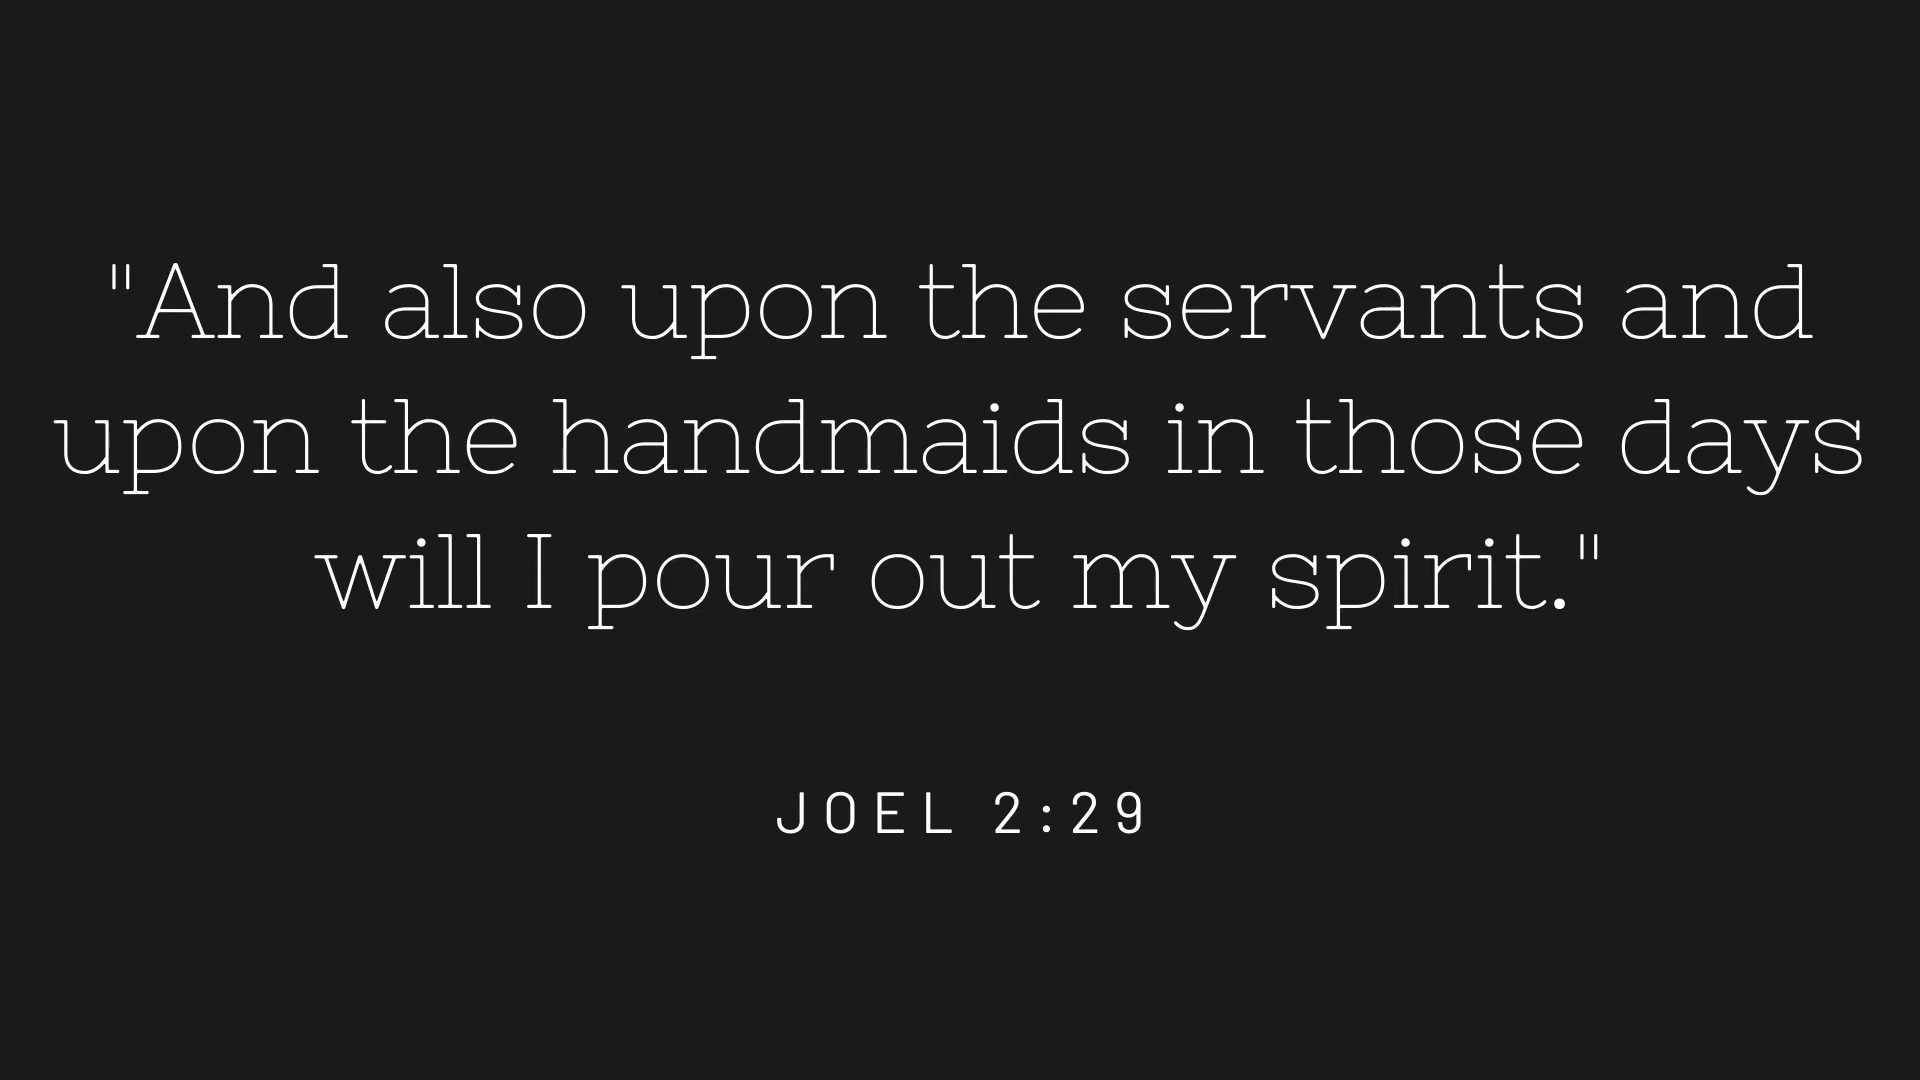 "And also upon the servants and
upon the handmaids in those days
will I pour out my spirit."
JOEL 2:29